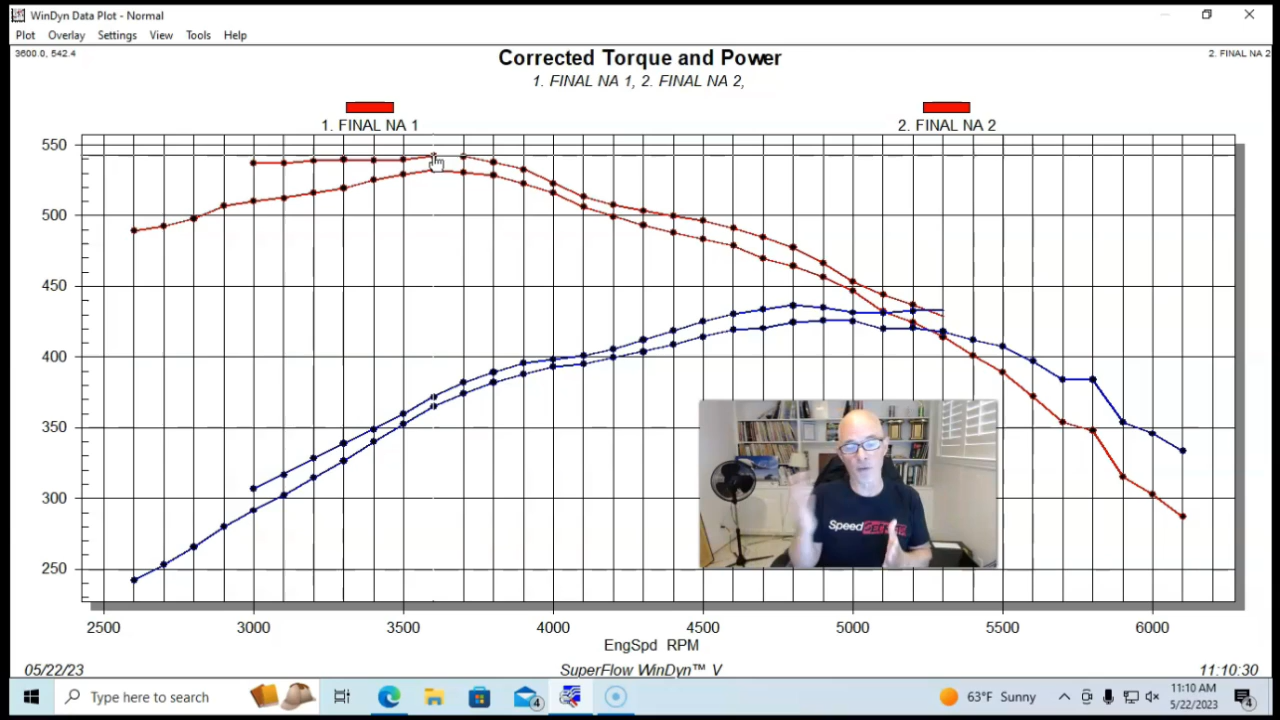 WinDyn Data Plot - Normal
Plot Overlay Settings View Tools Help
3600.0, 542.4
2. FINAL NA 2
Corrected Torque and Power
1. FINAL NA 1, 2. FINAL NA 2,
1. FINAL NA 1
2. FINAL NA 2
550
500
450
400
350
300
250
2500 3000 3500 4000 4500 5000 5500 6000
EngSpd RPM
05/22/23
SuperFlow WinDyn™ V
11:10:30
Speed
Type here to search
4
63°F Sunny
11:10 AM
5/22/2023
4